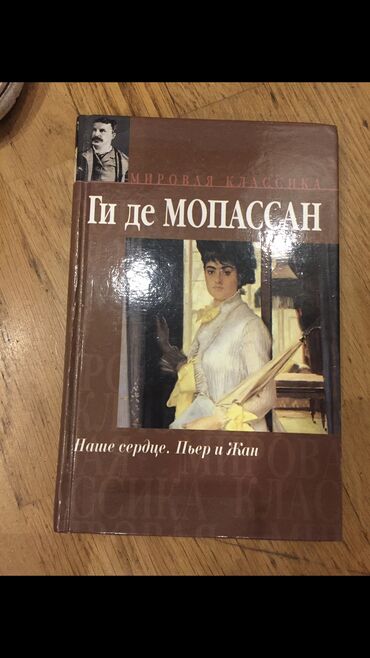 МИРОВАЯ КЛАССИКА
Ги де МОПАССАН
Наше сердце. Пьер и Жан